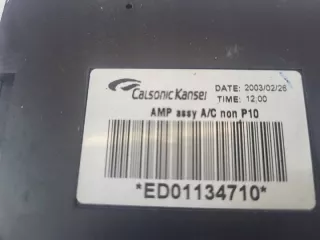 Calsonic Kansei
DATE: 2003/02/26
TIME: 12,00
AMP assy A/C non P10
*ED01134710*